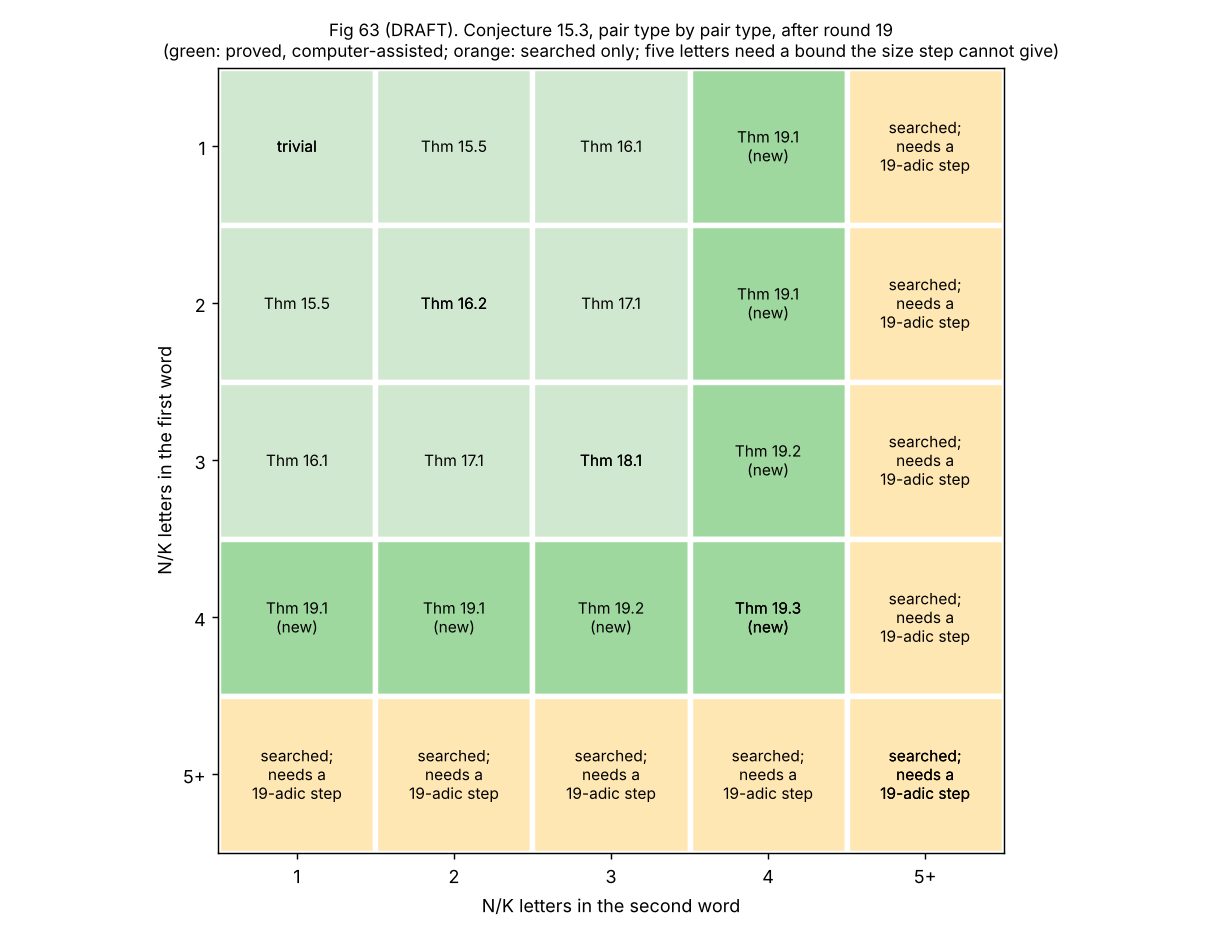 Fig 63 (DRAFT). Conjecture 15.3, pair type by pair type, after round 19
(green: proved, computer-assisted; orange: searched only; five letters need a bound the size step cannot give)
N/K letters in the first word
1
trivial
Thm 15.5
Thm 16.1
Thm 19.1
(new)
searched;
needs a
19-adic step
2
Thm 15.5
Thm 16.2
Thm 17.1
Thm 19.1
(new)
searched;
needs a
19-adic step
3
Thm 16.1
Thm 17.1
Thm 18.1
Thm 19.2
(new)
searched;
needs a
19-adic step
4
Thm 19.1
(new)
Thm 19.1
(new)
Thm 19.2
(new)
Thm 19.3
(new)
searched;
needs a
19-adic step
5+
searched;
needs a
19-adic step
searched;
needs a
19-adic step
searched;
needs a
19-adic step
searched;
needs a
19-adic step
searched;
needs a
19-adic step
1
2
3
4
5+
N/K letters in the second word